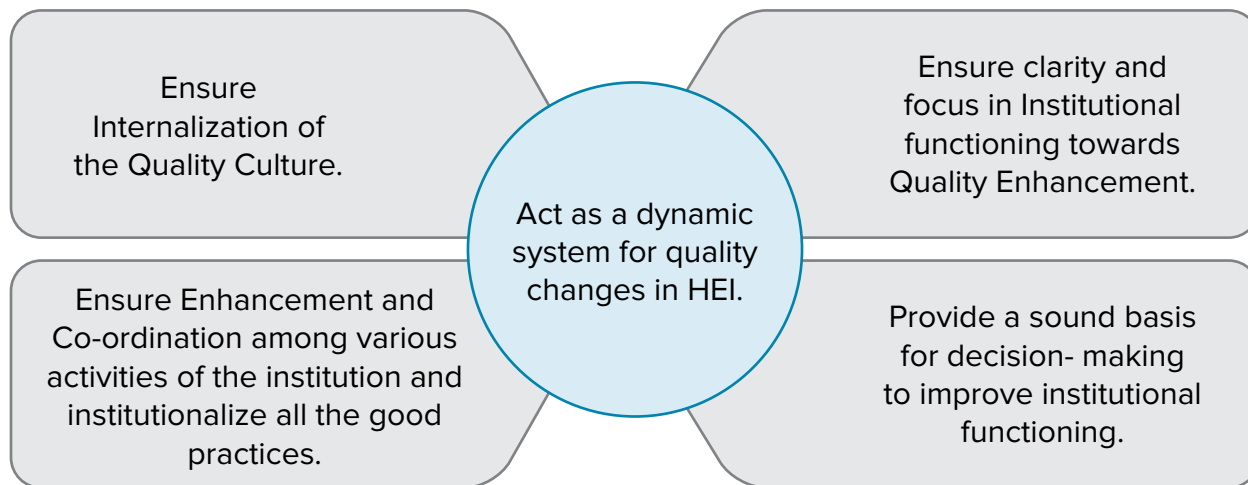 Ensure
Internalization of
the Quality Culture.
Ensure clarity and
focus in Institutional
functioning towards
Quality Enhancement.
Act as a dynamic
system for quality
changes in HEI.
Ensure Enhancement and
Co-ordination among various
activities of the institution and
institutionalize all the good
practices.
Provide a sound basis
for decision- making
to improve institutional
functioning.